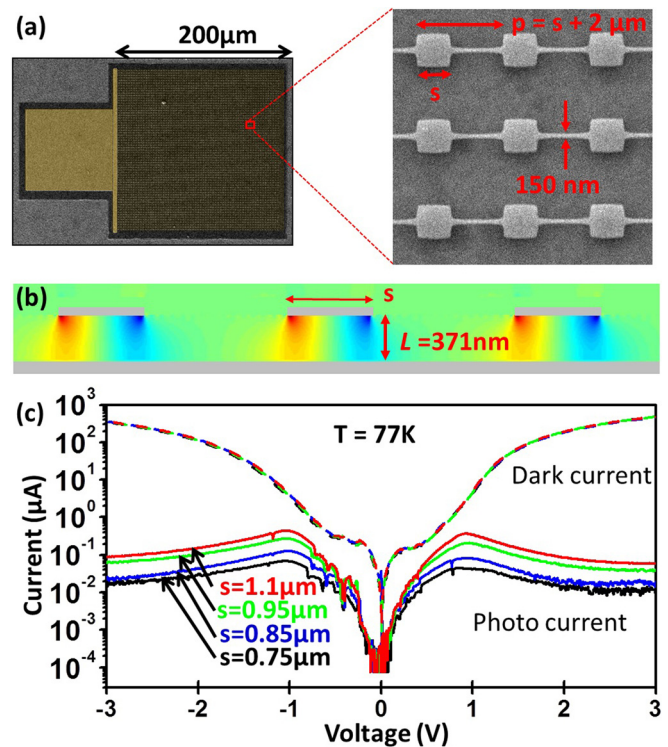 (a)
200μm
p = s + 2 μm
s
150 nm
(b)
s
L =371nm
(c)
T = 77K
Dark current
Photo current
s=1.1μm
s=0.95μm
s=0.85μm
s=0.75μm
Current (μA)
10³
10²
10¹
10⁰
10⁻¹
10⁻²
10⁻³
10⁻⁴
-3 -2 -1 0 1 2 3
Voltage (V)